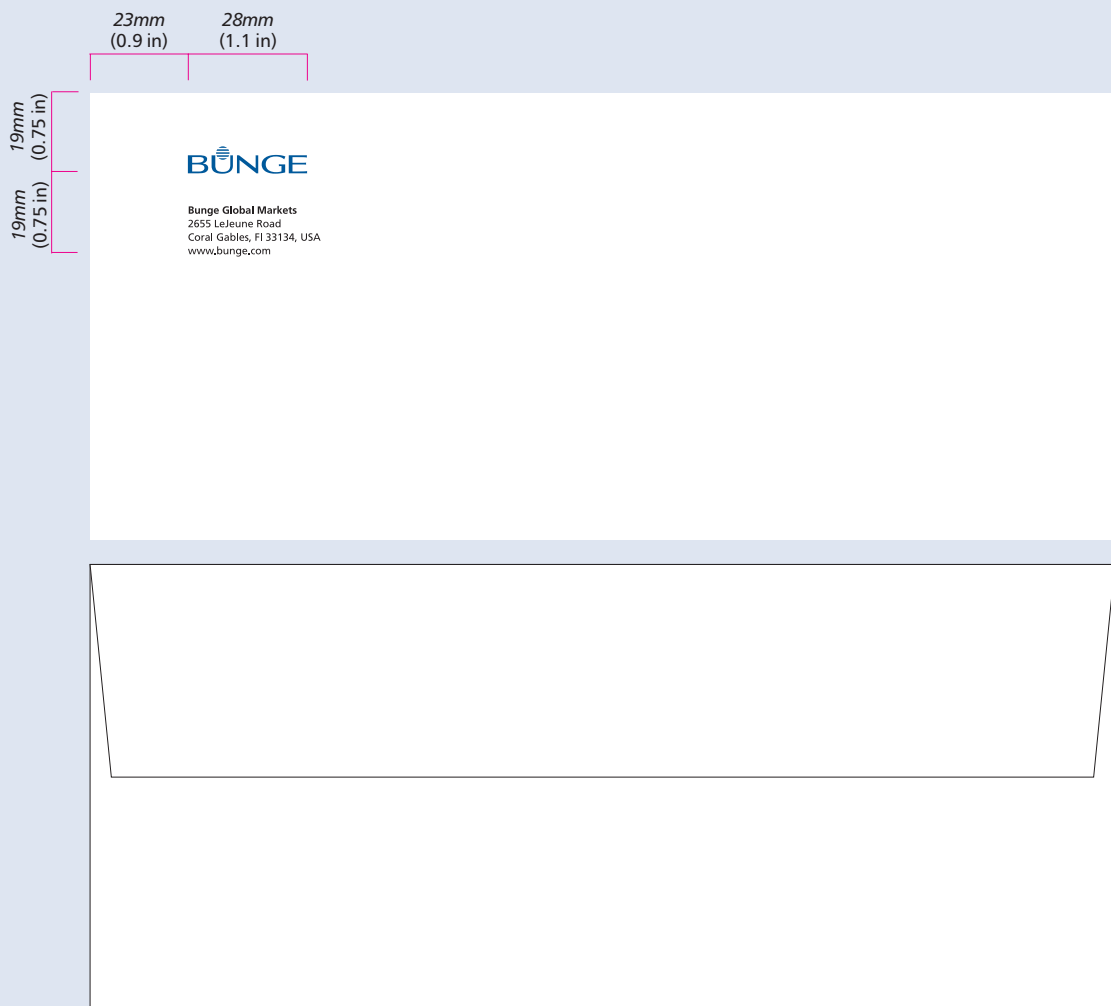 23mm
(0.9 in)
28mm
(1.1 in)
19mm
(0.75 in)
19mm
(0.75 in)
BUNGE
Bunge Global Markets
2655 LeJeune Road
Coral Gables, Fl 33134, USA
www.bunge.com